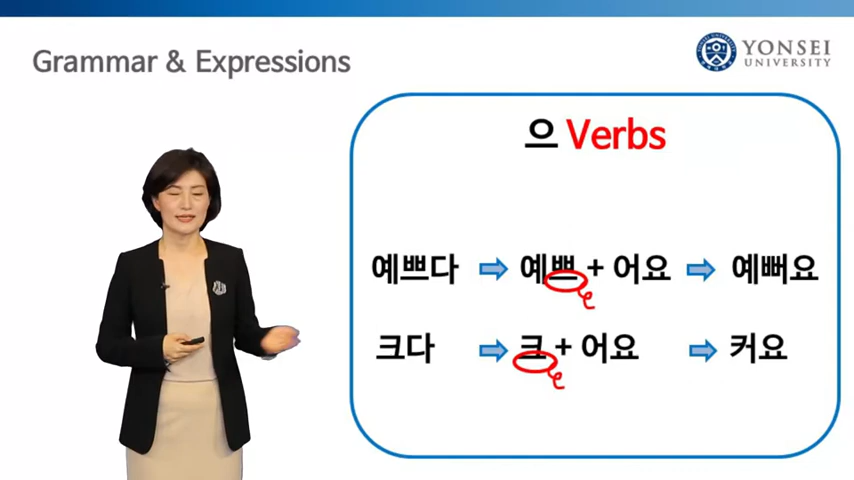 Grammar & Expressions
YONSEI
UNIVERSITY
으 Verbs
예쁘다 예쁘 + 어요 예뻐요
크다 크 + 어요 커요